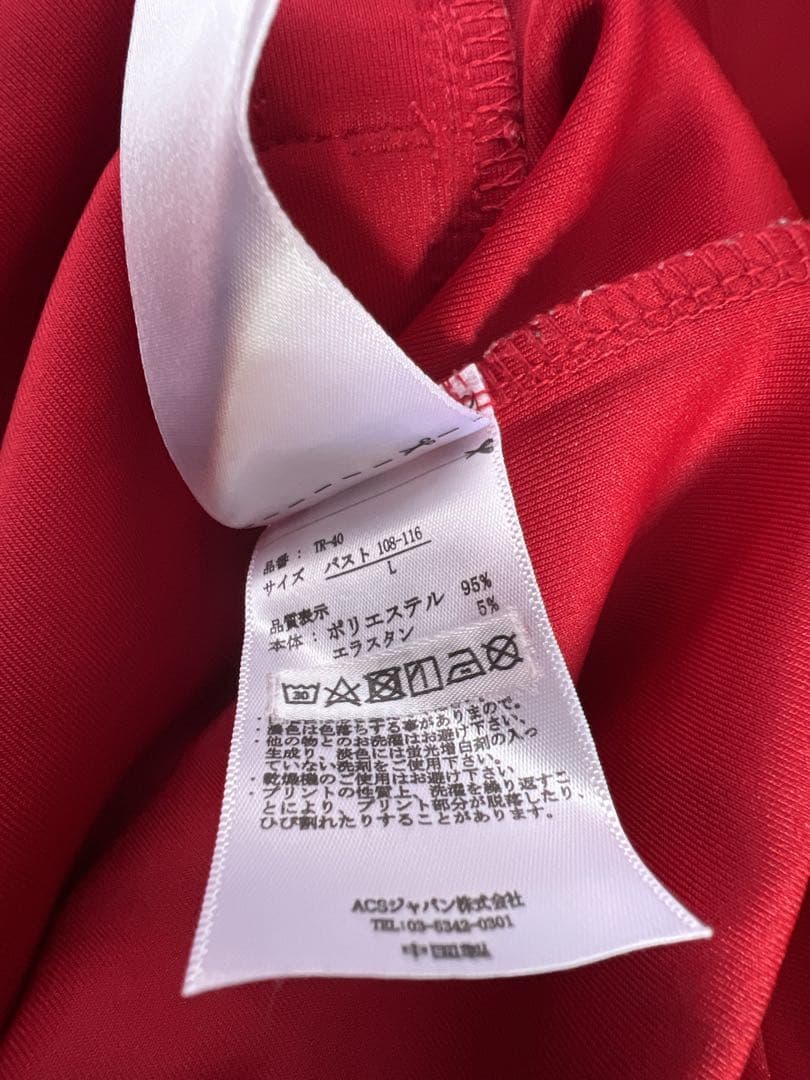 品番: TR-40
サイズ バスト 108-116
L
品質表示
本体: ポリエステル 95%
エラスタン 5%
30
・濃色は色落ちする事がありまので。
・他の物とのお洗濯はお避け下さい、
生成り、淡色には蛍光増白剤の入っ
ていない洗剤をご使用下さい。
・乾燥機のご使用はお避け下さい
・プリントの性質上、洗濯を繰り返すこ
とにより、プリント部分が脱落したり、
ひび割れたりすることがあります。
ACSジャパン株式会社
TEL:03-5342-0301